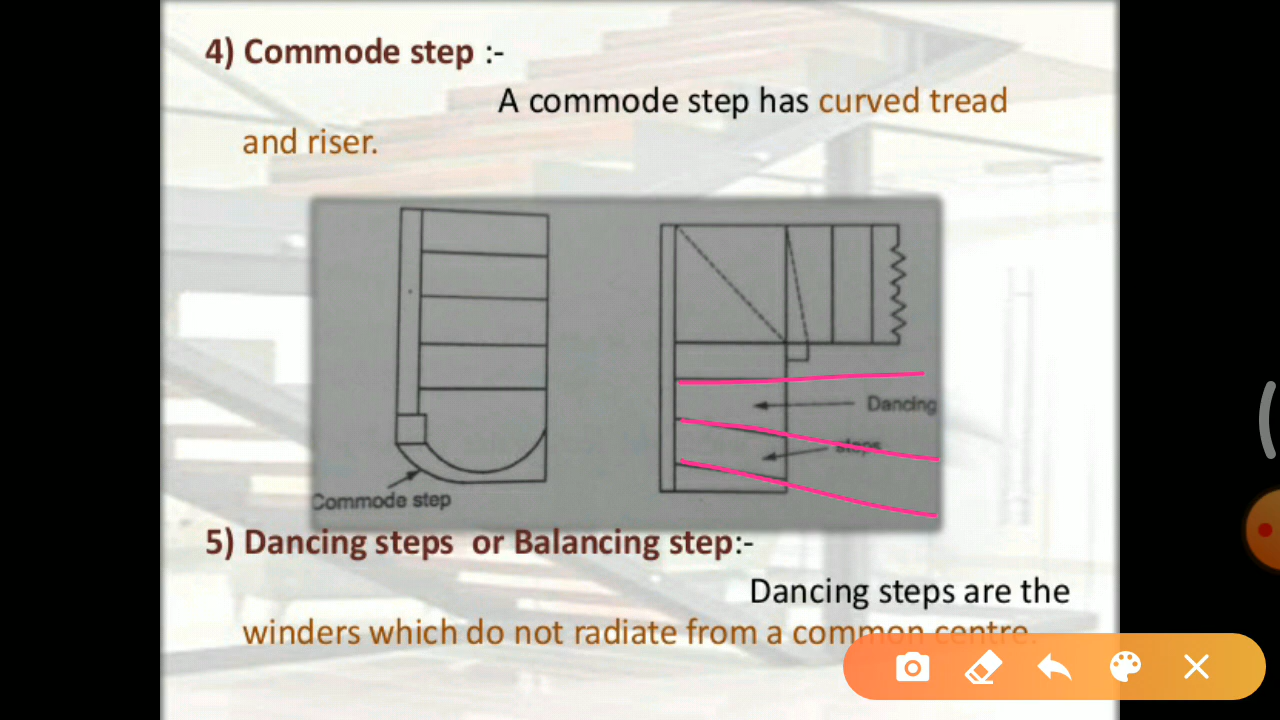 4) Commode step :-
A commode step has curved tread
and riser.
Dancing
steps
Commode step
5) Dancing steps or Balancing step:-
Dancing steps are the
winders which do not radiate from a common centre.